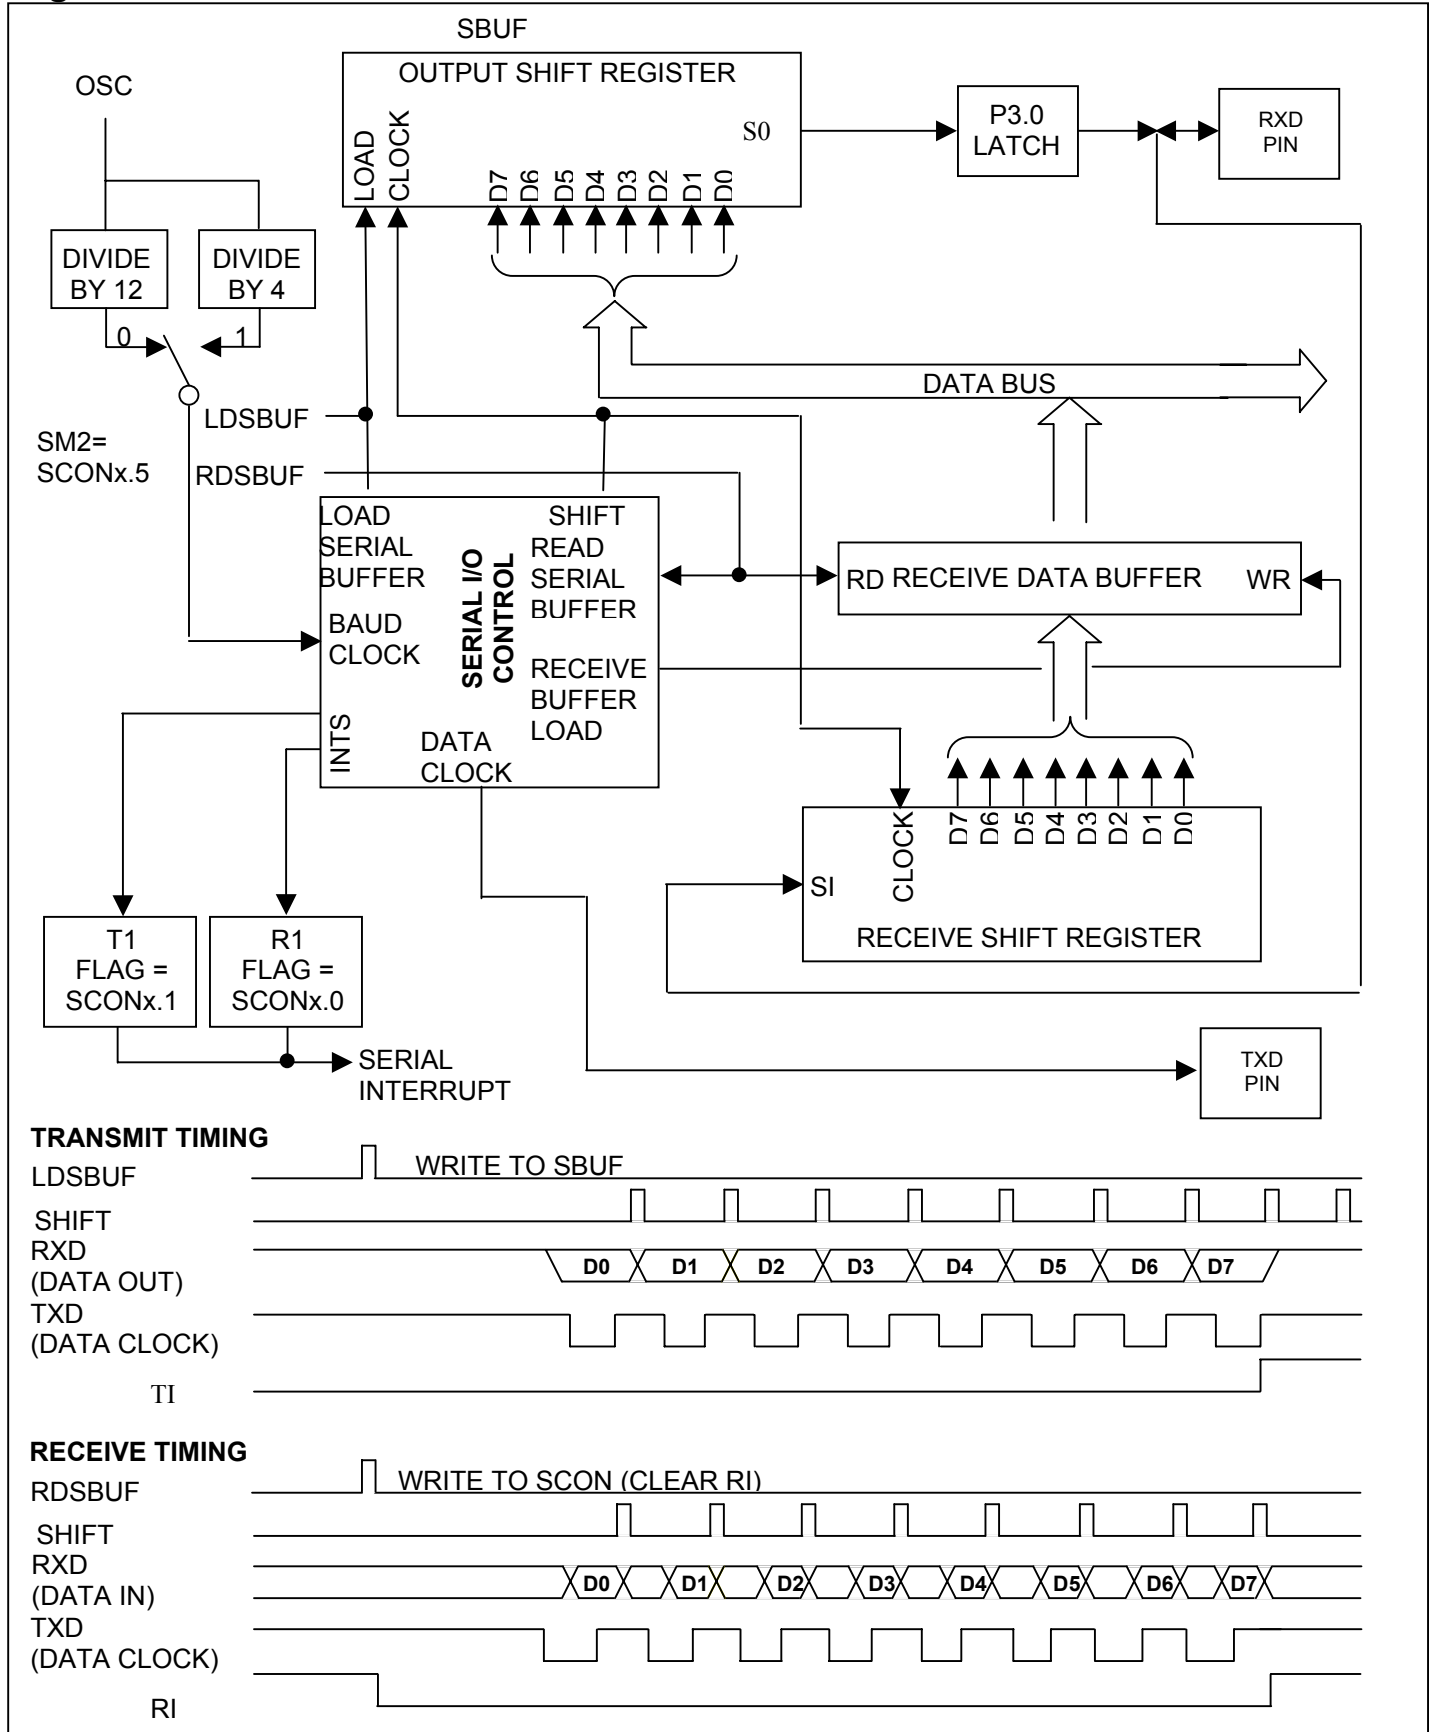 SBUF
OUTPUT SHIFT REGISTER
OSC
LOAD
CLOCK
S0
D7 D6 D5 D4 D3 D2 D1 D0
P3.0
LATCH
RXD
PIN
DIVIDE
BY 12
DIVIDE
BY 4
0
1
DATA BUS
LDSBUF
SM2=
SCONx.5
RDSBUF
LOAD
SERIAL
BUFFER
SHIFT
READ
SERIAL
BUFFER
SERIAL I/O
CONTROL
BAUD
CLOCK
RECEIVE
BUFFER
LOAD
INTS
DATA
CLOCK
RD RECEIVE DATA BUFFER WR
CLOCK
D7 D6 D5 D4 D3 D2 D1 D0
SI
RECEIVE SHIFT REGISTER
T1
FLAG =
SCONx.1
R1
FLAG =
SCONx.0
SERIAL
INTERRUPT
TXD
PIN
TRANSMIT TIMING
LDSBUF
WRITE TO SBUF
SHIFT
RXD
(DATA OUT)
D0 D1 D2 D3 D4 D5 D6 D7
TXD
(DATA CLOCK)
TI
RECEIVE TIMING
RDSBUF
WRITE TO SCON (CLEAR RI)
SHIFT
RXD
(DATA IN)
D0 D1 D2 D3 D4 D5 D6 D7
TXD
(DATA CLOCK)
RI